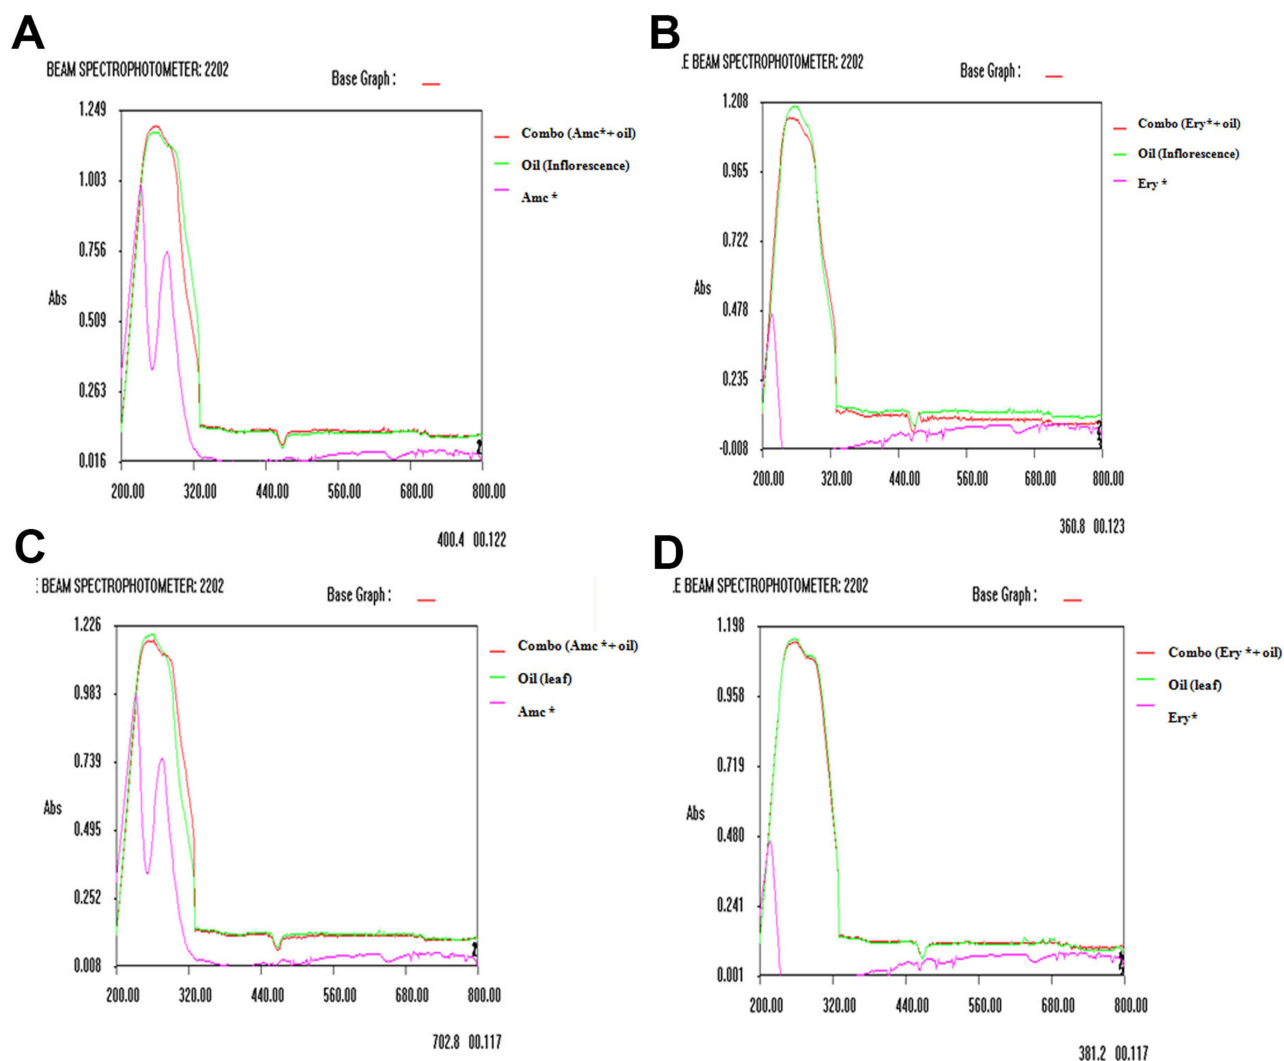 A
BEAM SPECTROPHOTOMETER: 2202
Base Graph :
1.249
1.003
0.756
0.509
0.263
0.016
Abs
200.00 320.00 440.00 560.00 680.00 800.00
Combo (Amc*+ oil)
Oil (Inflorescence)
Amc *
400.4 00.122
B
.E BEAM SPECTROPHOTOMETER: 2202
Base Graph :
1.208
0.965
0.722
0.478
0.235
-0.008
Abs
200.00 320.00 440.00 560.00 680.00 800.00
Combo (Ery*+ oil)
Oil (Inflorescence)
Ery *
360.8 00.123
C
E BEAM SPECTROPHOTOMETER: 2202
Base Graph :
1.226
0.983
0.739
0.495
0.252
0.008
Abs
200.00 320.00 440.00 560.00 680.00 800.00
Combo (Amc *+ oil)
Oil (leaf)
Amc *
702.8 00.117
D
.E BEAM SPECTROPHOTOMETER: 2202
Base Graph :
1.198
0.958
0.719
0.480
0.241
0.001
Abs
200.00 320.00 440.00 560.00 680.00 800.00
Combo (Ery *+ oil)
Oil (leaf)
Ery*
381.2 00.117